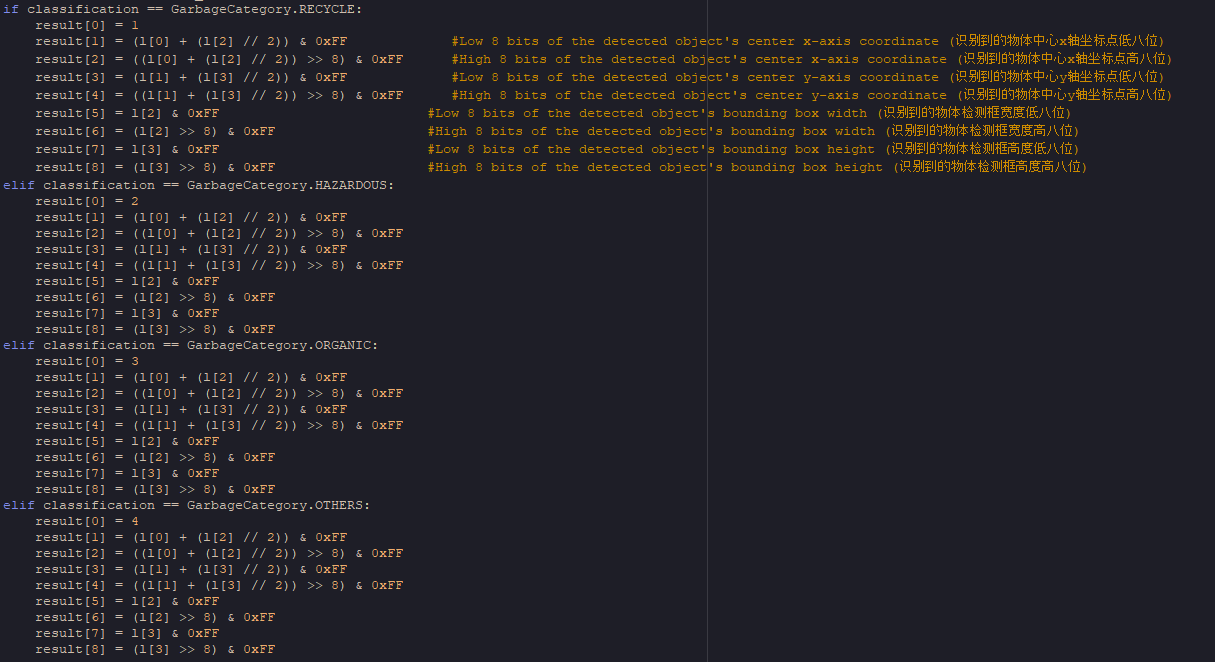 if classification == GarbageCategory.RECYCLE:
    result[0] = 1
    result[1] = (l[0] + (l[2] // 2)) & 0xFF             #Low 8 bits of the detected object's center x-axis coordinate (识别到的物体中心x轴坐标点低八位)
    result[2] = ((l[0] + (l[2] // 2)) >> 8) & 0xFF      #High 8 bits of the detected object's center x-axis coordinate (识别到的物体中心x轴坐标点高八位)
    result[3] = (l[1] + (l[3] // 2)) & 0xFF             #Low 8 bits of the detected object's center y-axis coordinate (识别到的物体中心y轴坐标点低八位)
    result[4] = ((l[1] + (l[3] // 2)) >> 8) & 0xFF      #High 8 bits of the detected object's center y-axis coordinate (识别到的物体中心y轴坐标点高八位)
    result[5] = l[2] & 0xFF                          #Low 8 bits of the detected object's bounding box width (识别到的物体检测框宽度低八位)
    result[6] = (l[2] >> 8) & 0xFF                   #High 8 bits of the detected object's bounding box width (识别到的物体检测框宽度高八位)
    result[7] = l[3] & 0xFF                          #Low 8 bits of the detected object's bounding box height (识别到的物体检测框高度低八位)
    result[8] = (l[3] >> 8) & 0xFF                   #High 8 bits of the detected object's bounding box height (识别到的物体检测框高度高八位)
elif classification == GarbageCategory.HAZARDOUS:
    result[0] = 2
    result[1] = (l[0] + (l[2] // 2)) & 0xFF
    result[2] = ((l[0] + (l[2] // 2)) >> 8) & 0xFF
    result[3] = (l[1] + (l[3] // 2)) & 0xFF
    result[4] = ((l[1] + (l[3] // 2)) >> 8) & 0xFF
    result[5] = l[2] & 0xFF
    result[6] = (l[2] >> 8) & 0xFF
    result[7] = l[3] & 0xFF
    result[8] = (l[3] >> 8) & 0xFF
elif classification == GarbageCategory.ORGANIC:
    result[0] = 3
    result[1] = (l[0] + (l[2] // 2)) & 0xFF
    result[2] = ((l[0] + (l[2] // 2)) >> 8) & 0xFF
    result[3] = (l[1] + (l[3] // 2)) & 0xFF
    result[4] = ((l[1] + (l[3] // 2)) >> 8) & 0xFF
    result[5] = l[2] & 0xFF
    result[6] = (l[2] >> 8) & 0xFF
    result[7] = l[3] & 0xFF
    result[8] = (l[3] >> 8) & 0xFF
elif classification == GarbageCategory.OTHERS:
    result[0] = 4
    result[1] = (l[0] + (l[2] // 2)) & 0xFF
    result[2] = ((l[0] + (l[2] // 2)) >> 8) & 0xFF
    result[3] = (l[1] + (l[3] // 2)) & 0xFF
    result[4] = ((l[1] + (l[3] // 2)) >> 8) & 0xFF
    result[5] = l[2] & 0xFF
    result[6] = (l[2] >> 8) & 0xFF
    result[7] = l[3] & 0xFF
    result[8] = (l[3] >> 8) & 0xFF